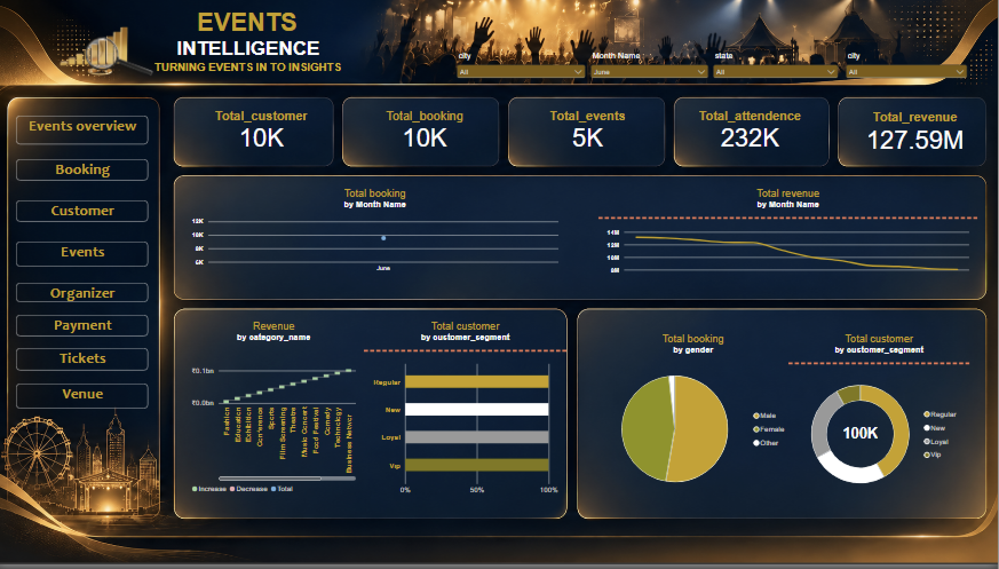 EVENTS
INTELLIGENCE
TURNING EVENTS IN TO INSIGHTS
city
Month Name
state
city
All
June
All
All
Events overview
Booking
Customer
Events
Organizer
Payment
Tickets
Venue
Total_customer
10K
Total_booking
10K
Total_events
5K
Total_attendence
232K
Total_revenue
127.59M
Total booking
by Month Name
12K
10K
8K
6K
June
Total revenue
by Month Name
14M
12M
10M
8M
Revenue
by category_name
₹0.1bn
₹0.0bn
Fashion
Education
Exhibition
Conference
Sports
Film Screening
Theatre
Music Concert
Food Festival
Comedy
Technology
Business Networ
Increase
Decrease
Total
Total customer
by customer_segment
Regular
New
Loyal
Vip
0%
50%
100%
Total booking
by gender
Male
Female
Other
Total customer
by customer_segment
100K
Regular
New
Loyal
Vip